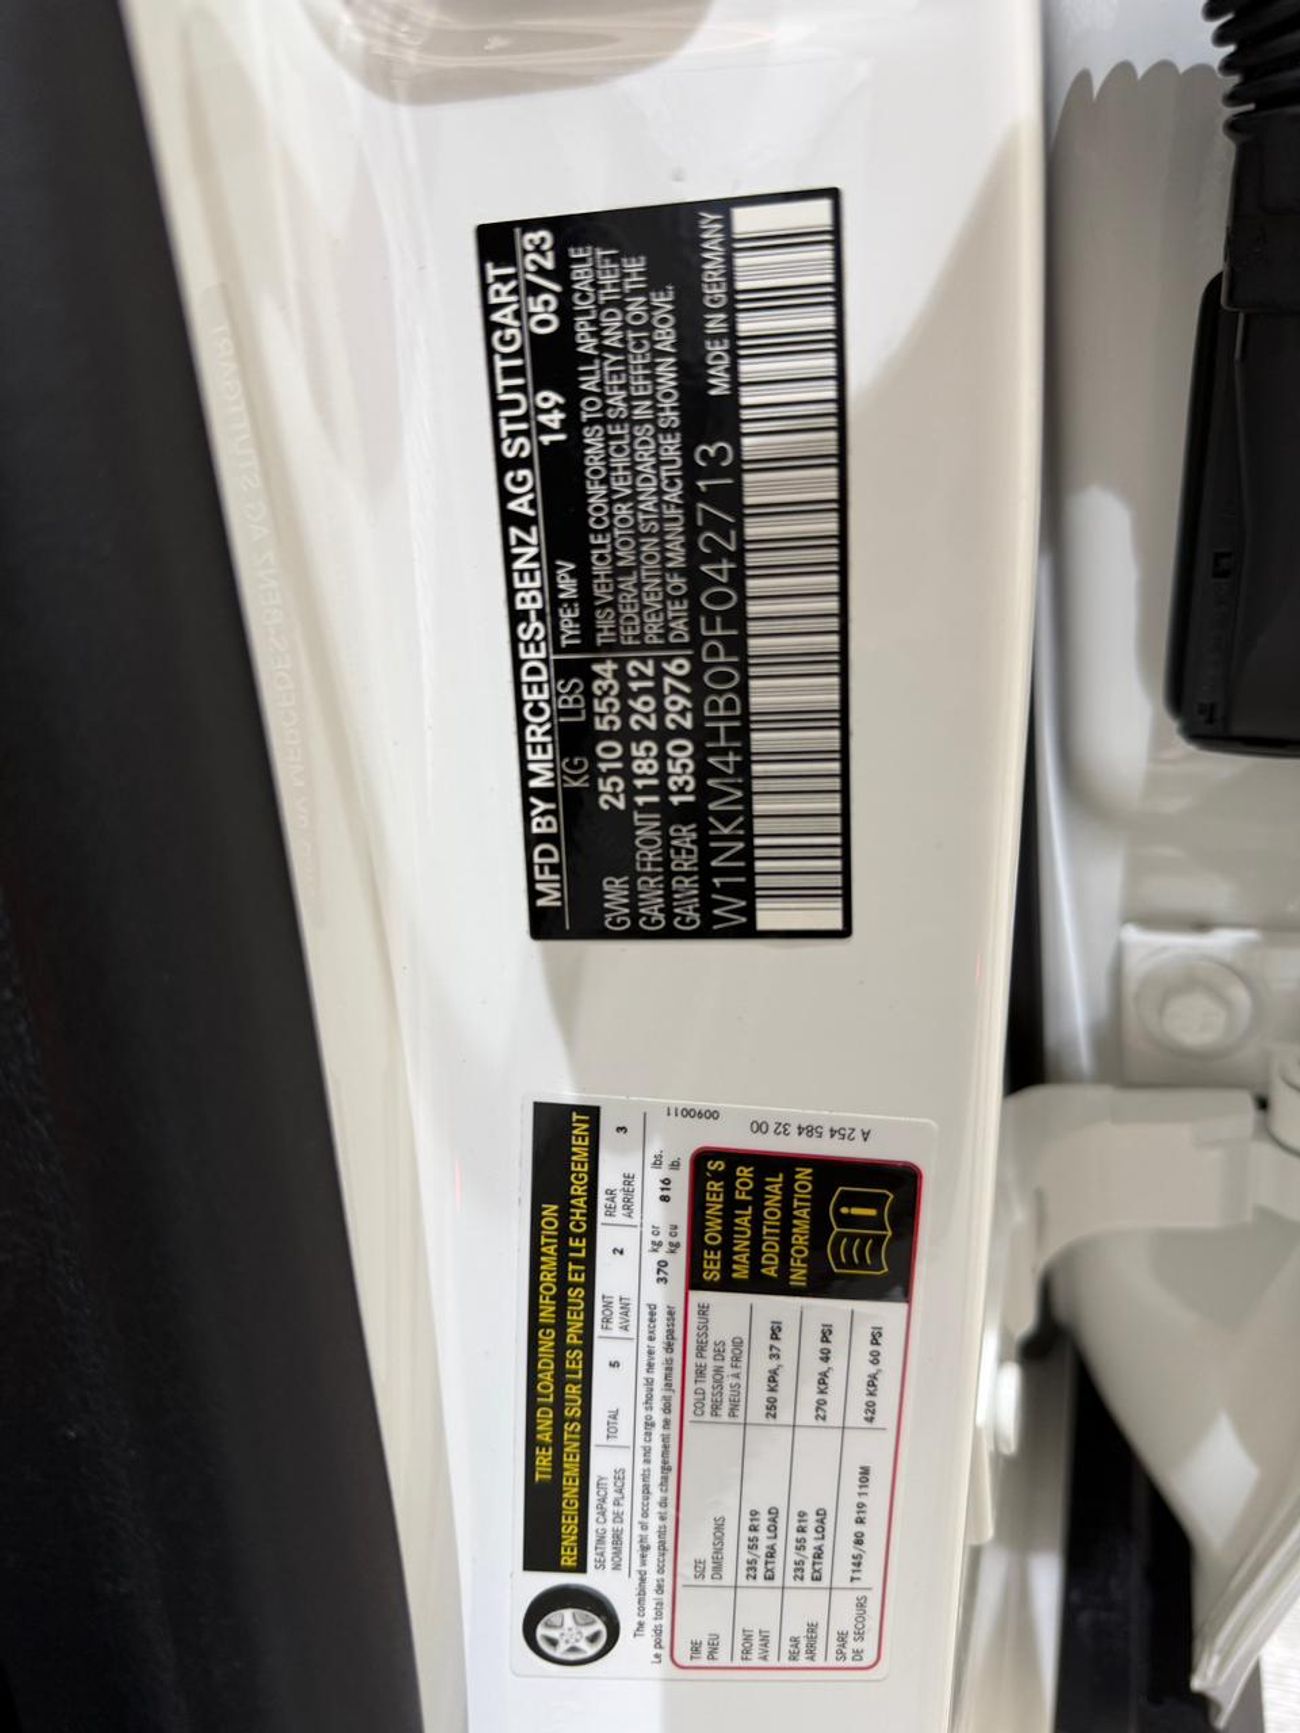 MFD BY MERCEDES-BENZ AG STUTTGART
KG LBS TYPE: MPV 149 05/23
GVWR 2510 5534 THIS VEHICLE CONFORMS TO ALL APPLICABLE
GAWR FRONT 1185 2612 FEDERAL MOTOR VEHICLE SAFETY AND THEFT
PREVENTION STANDARDS IN EFFECT ON THE
GAWR REAR 1350 2976 DATE OF MANUFACTURE SHOWN ABOVE.
W1NKM4HB0PF042713 MADE IN GERMANY
TIRE AND LOADING INFORMATION
RENSEIGNEMENTS SUR LES PNEUS ET LE CHARGEMENT
SEATING CAPACITY TOTAL 5 FRONT 2 REAR 3
NOMBRE DE PLACES AVANT ARRIÈRE
The combined weight of occupants and cargo should never exceed 370 kg or 816 lbs.
Le poids total des occupants et du chargement ne doit jamais dépasser kg ou lb.
0090011
A 254 584 32 00
TIRE SIZE COLD TIRE PRESSURE
PNEU DIMENSIONS PRESSION DES
PNEUS À FROID
FRONT 235/55 R19 250 KPA, 37 PSI
AVANT EXTRA LOAD
REAR 235/55 R19 270 KPA, 40 PSI
ARRIÈRE EXTRA LOAD
SPARE T145/80 R19 110M 420 KPA, 60 PSI
DE SECOURS
SEE OWNER´S
MANUAL FOR
ADDITIONAL
INFORMATION